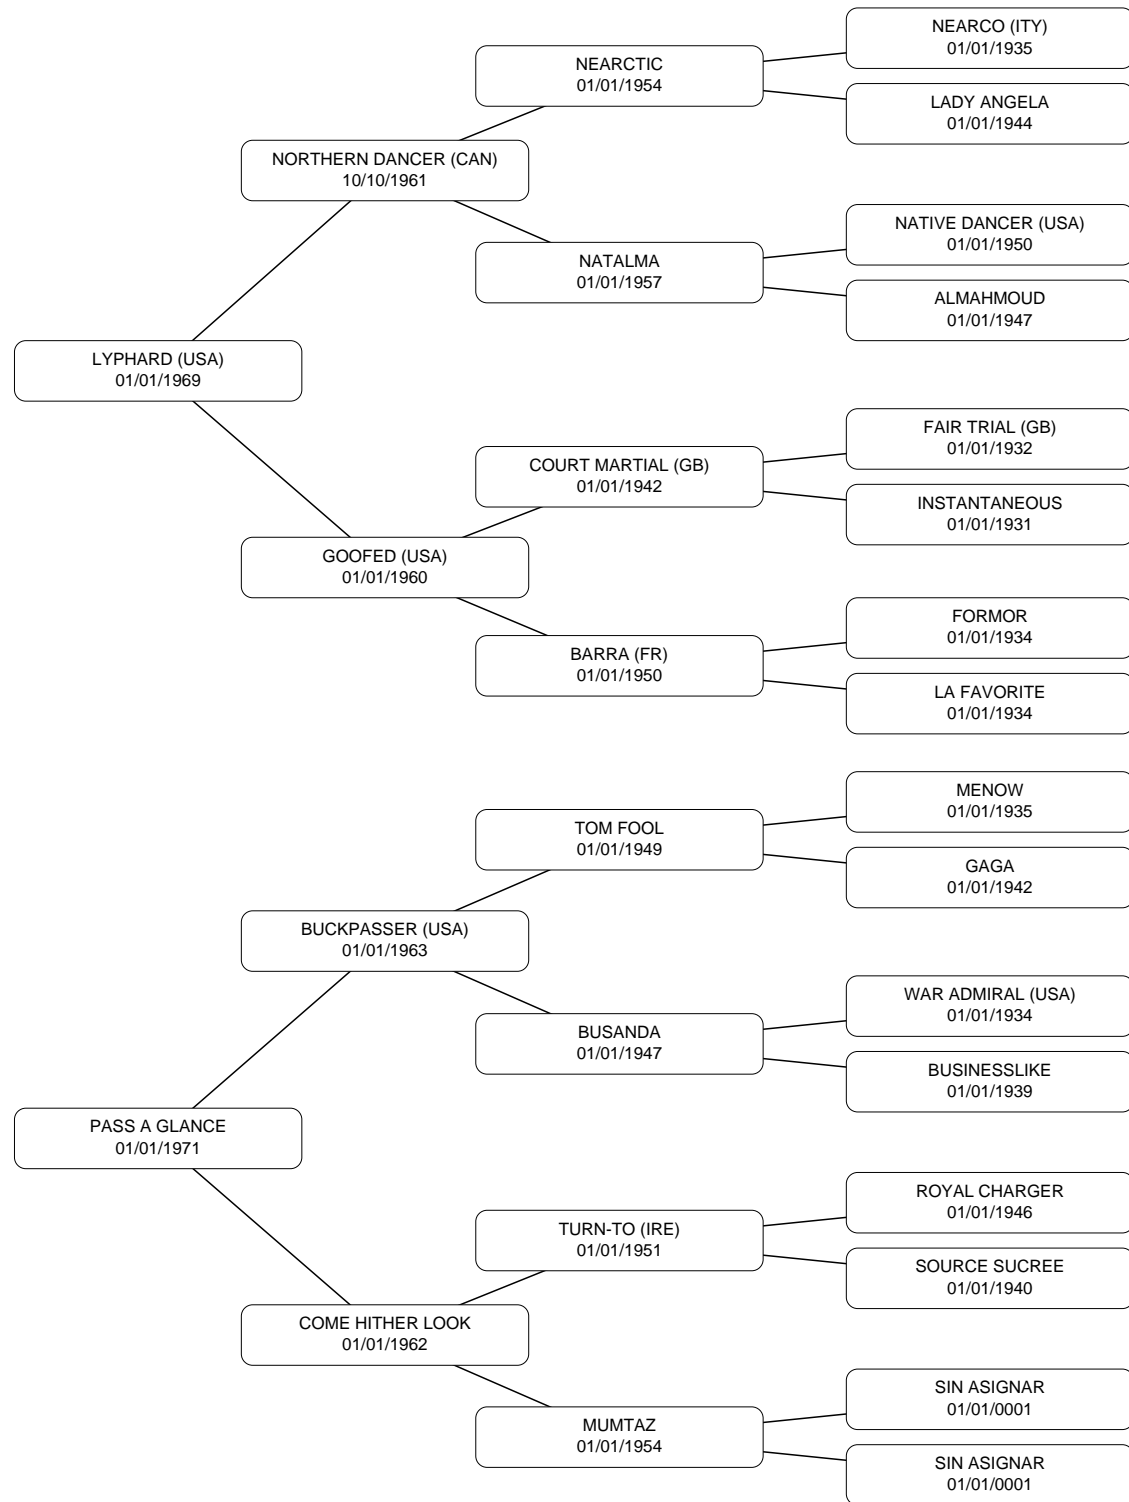 NEARCO (ITY)
01/01/1935
NEARCTIC
01/01/1954
LADY ANGELA
01/01/1944
NORTHERN DANCER (CAN)
10/10/1961
NATIVE DANCER (USA)
01/01/1950
NATALMA
01/01/1957
ALMAHMOUD
01/01/1947
LYPHARD (USA)
01/01/1969
FAIR TRIAL (GB)
01/01/1932
COURT MARTIAL (GB)
01/01/1942
INSTANTANEOUS
01/01/1931
GOOFED (USA)
01/01/1960
FORMOR
01/01/1934
BARRA (FR)
01/01/1950
LA FAVORITE
01/01/1934
MENOW
01/01/1935
TOM FOOL
01/01/1949
GAGA
01/01/1942
BUCKPASSER (USA)
01/01/1963
WAR ADMIRAL (USA)
01/01/1934
BUSANDA
01/01/1947
BUSINESSLIKE
01/01/1939
PASS A GLANCE
01/01/1971
ROYAL CHARGER
01/01/1946
TURN-TO (IRE)
01/01/1951
SOURCE SUCREE
01/01/1940
COME HITHER LOOK
01/01/1962
SIN ASIGNAR
01/01/0001
MUMTAZ
01/01/1954
SIN ASIGNAR
01/01/0001